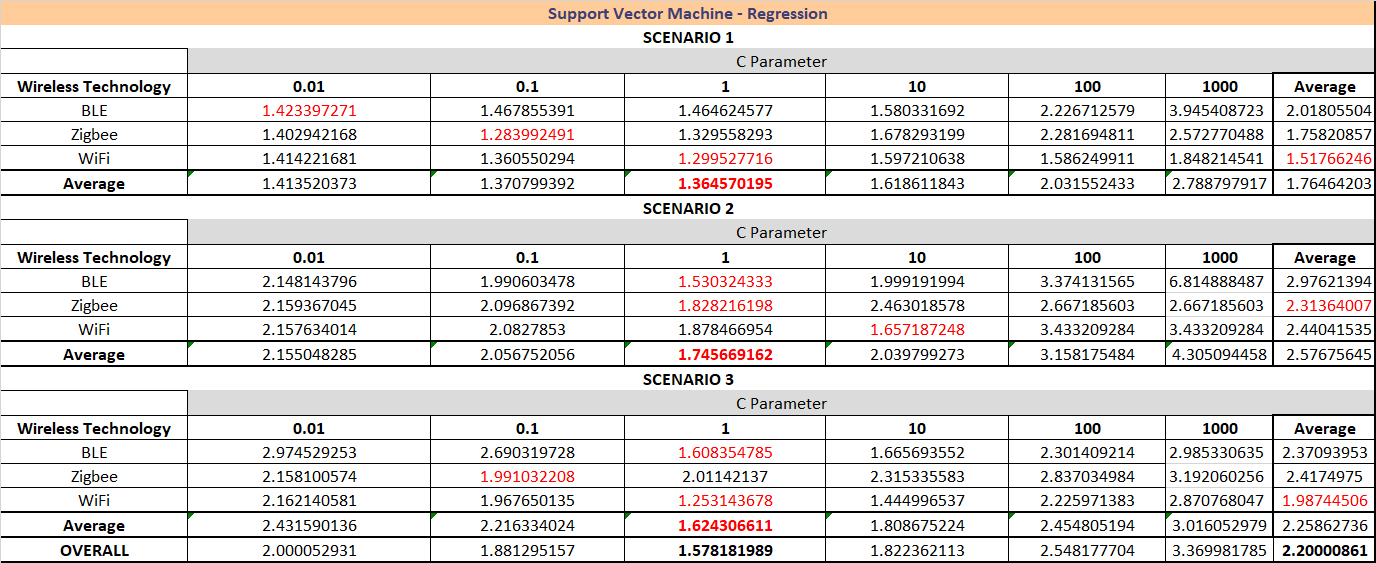 Support Vector Machine - Regression
SCENARIO 1
C Parameter
Wireless Technology 0.01 0.1 1 10 100 1000 Average
BLE 1.423397271 1.467855391 1.464624577 1.580331692 2.226712579 3.945408723 2.01805504
Zigbee 1.402942168 1.283992491 1.329558293 1.678293199 2.281694811 2.572770488 1.75820857
WiFi 1.414221681 1.360550294 1.299527716 1.597210638 1.586249911 1.848214541 1.51766246
Average 1.413520373 1.370799392 1.364570195 1.618611843 2.031552433 2.788797917 1.76464203
SCENARIO 2
C Parameter
Wireless Technology 0.01 0.1 1 10 100 1000 Average
BLE 2.148143796 1.990603478 1.530324333 1.999191994 3.374131565 6.814888487 2.97621394
Zigbee 2.159367045 2.096867392 1.828216198 2.463018578 2.667185603 2.667185603 2.31364007
WiFi 2.157634014 2.0827853 1.878466954 1.657187248 3.433209284 3.433209284 2.44041535
Average 2.155048285 2.056752056 1.745669162 2.039799273 3.158175484 4.305094458 2.57675645
SCENARIO 3
C Parameter
Wireless Technology 0.01 0.1 1 10 100 1000 Average
BLE 2.974529253 2.690319728 1.608354785 1.665693552 2.301409214 2.985330635 2.37093953
Zigbee 2.158100574 1.991032208 2.01142137 2.315335583 2.837034984 3.192060256 2.4174975
WiFi 2.162140581 1.967650135 1.253143678 1.444996537 2.225971383 2.870768047 1.98744506
Average 2.431590136 2.216334024 1.624306611 1.808675224 2.454805194 3.016052979 2.25862736
OVERALL 2.000052931 1.881295157 1.578181989 1.822362113 2.548177704 3.369981785 2.20000861